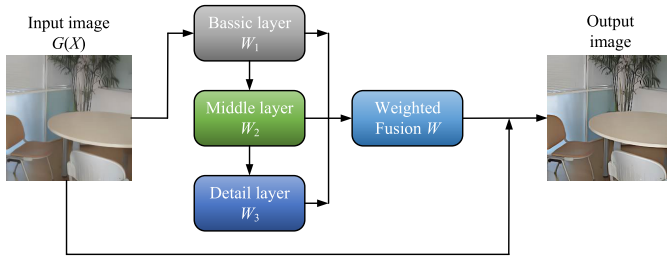 Input image
G(X)
Bassic layer
W₁
Middle layer
W₂
Detail layer
W₃
Weighted
Fusion W
Output
image